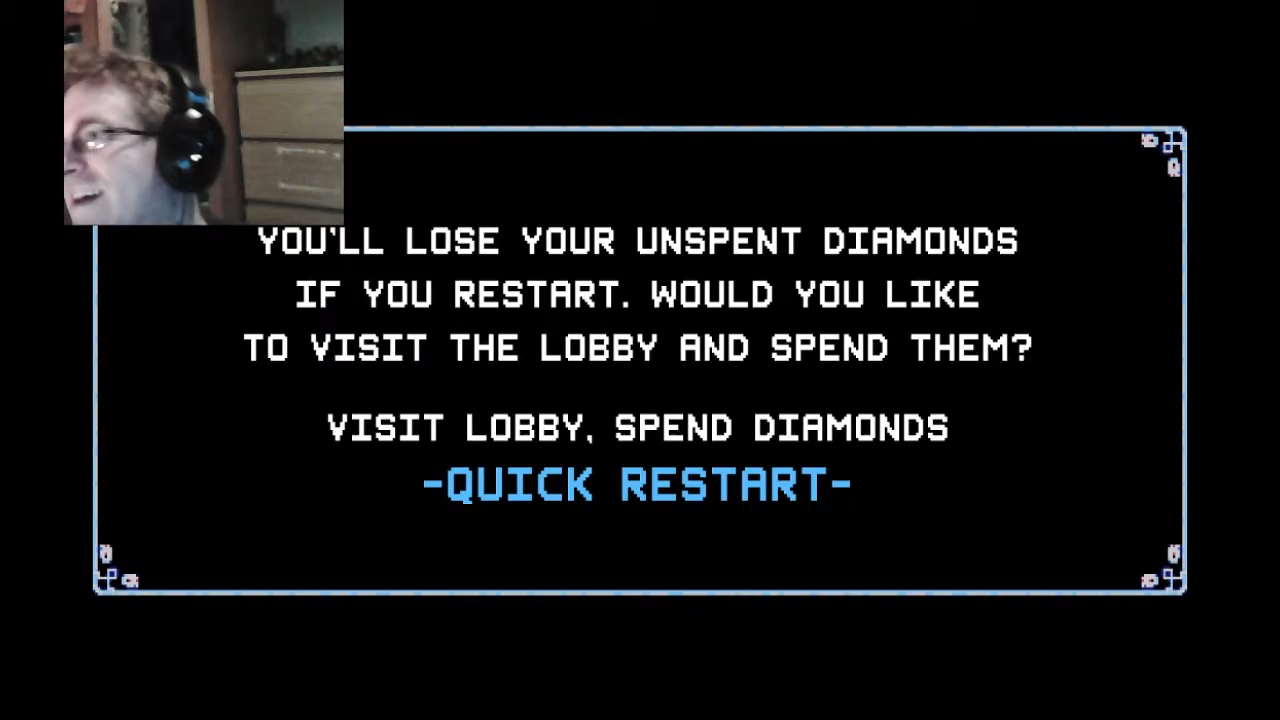 YOU'LL LOSE YOUR UNSPENT DIAMONDS
IF YOU RESTART. WOULD YOU LIKE
TO VISIT THE LOBBY AND SPEND THEM?
VISIT LOBBY, SPEND DIAMONDS
-QUICK RESTART-